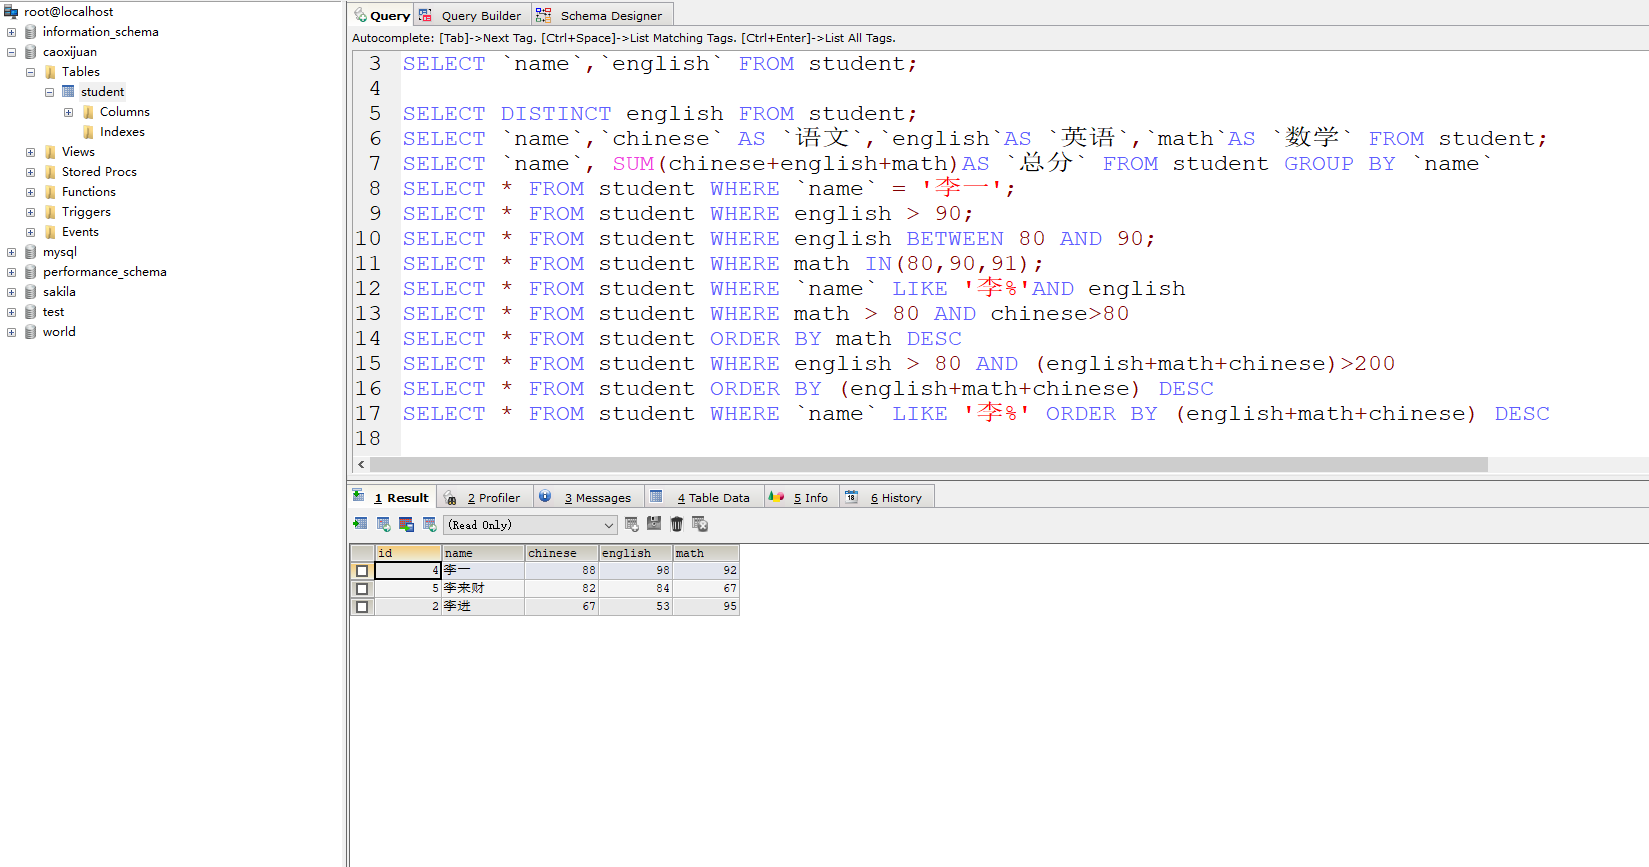 root@localhost
information_schema
caoxijuan
Tables
student
Columns
Indexes
Views
Stored Procs
Functions
Triggers
Events
mysql
performance_schema
sakila
test
world
Query Query Builder Schema Designer
Autocomplete: [Tab]->Next Tag. [Ctrl+Space]->List Matching Tags. [Ctrl+Enter]->List All Tags.
3 SELECT `name`,`english` FROM student;
4
5 SELECT DISTINCT english FROM student;
6 SELECT `name`,`chinese` AS `语文`,`english`AS `英语`,`math`AS `数学` FROM student;
7 SELECT `name`, SUM(chinese+english+math)AS `总分` FROM student GROUP BY `name`
8 SELECT * FROM student WHERE `name` = '李一';
9 SELECT * FROM student WHERE english > 90;
10 SELECT * FROM student WHERE english BETWEEN 80 AND 90;
11 SELECT * FROM student WHERE math IN(80,90,91);
12 SELECT * FROM student WHERE `name` LIKE '李%'AND english
13 SELECT * FROM student WHERE math > 80 AND chinese>80
14 SELECT * FROM student ORDER BY math DESC
15 SELECT * FROM student WHERE english > 80 AND (english+math+chinese)>200
16 SELECT * FROM student ORDER BY (english+math+chinese) DESC
17 SELECT * FROM student WHERE `name` LIKE '李%' ORDER BY (english+math+chinese) DESC
18
1 Result 2 Profiler 3 Messages 4 Table Data 5 Info 6 History
(Read Only)
id name chinese english math
4 李一 88 98 92
5 李来财 82 84 67
2 李进 67 53 95